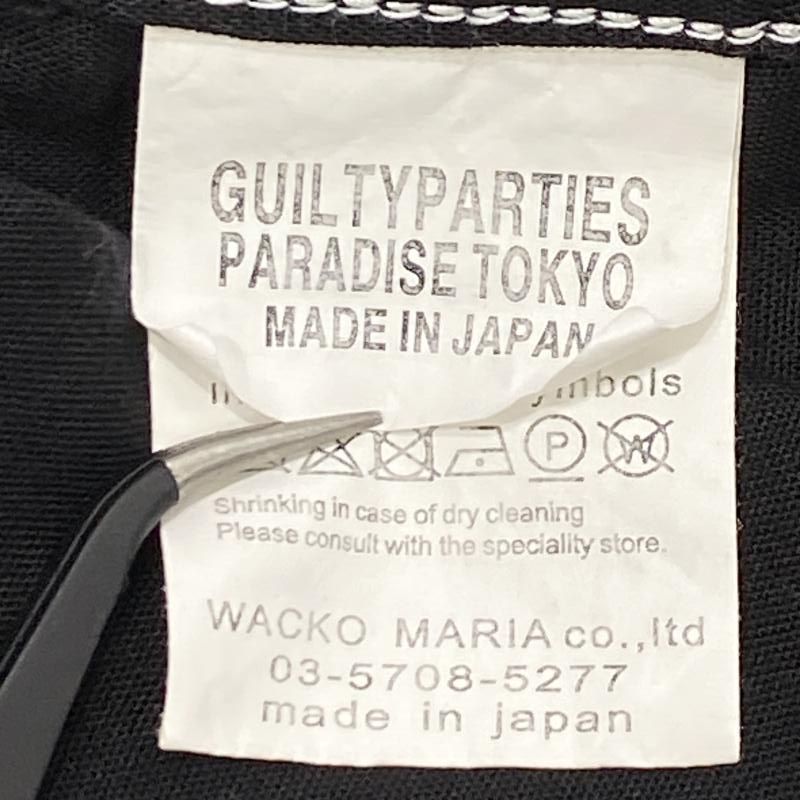 GUILTYPARTIES
PARADISE TOKYO
MADE IN JAPAN
P W
Shrinking in case of dry cleaning
Please consult with the speciality store.
WACKO MARIA co.,ltd
03-5708-5277
made in japan